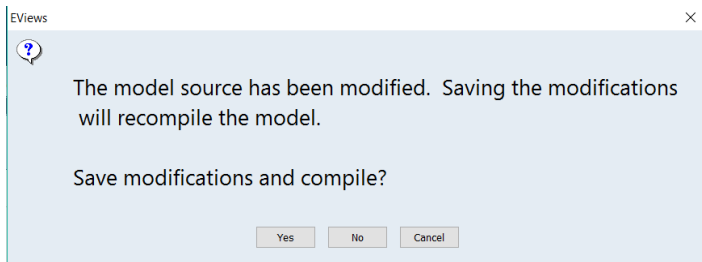 EViews
The model source has been modified. Saving the modifications
will recompile the model.
Save modifications and compile?
Yes No Cancel